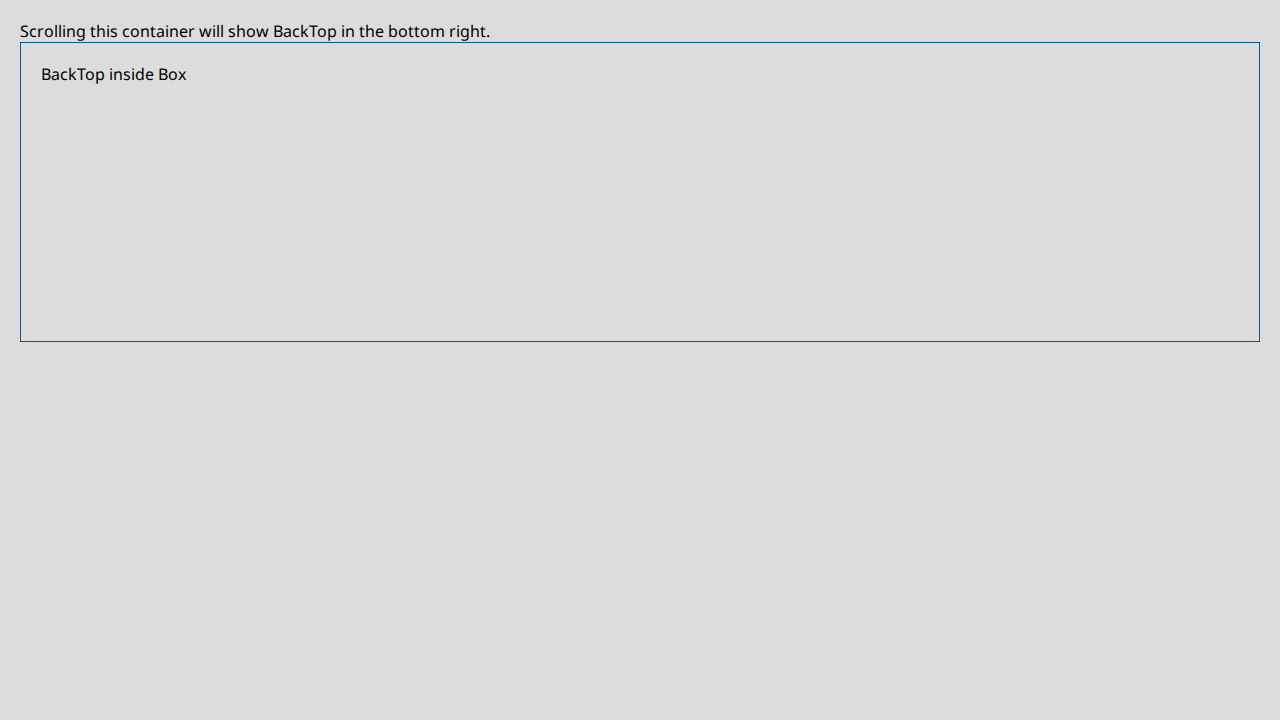 Scrolling this container will show BackTop in the bottom right.
BackTop inside Box